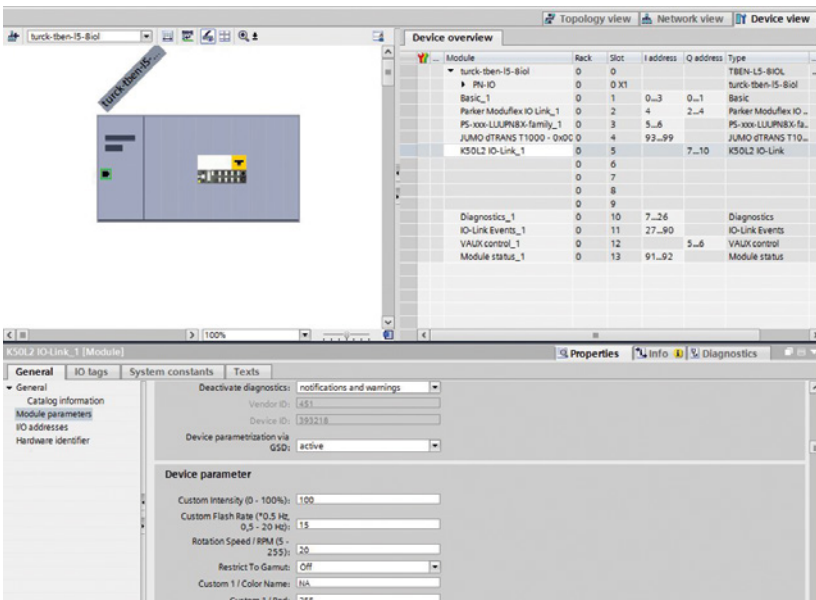 Topology view Network view Device view
turck-tben-l5-8iol
Device overview
Module Rack Slot I address Q address Type
turck-tben-l5-8iol 0 0 TBEN-L5-8IOL
PN-IO 0 0 X1 turck-tben-l5-8iol
Basic_1 0 1 0...3 0...1 Basic
Parker Moduflex IO Link_1 0 2 4 2...4 Parker Moduflex IO ...
PS-xxx-LUUPN8X-family_1 0 3 5...6 PS-xxx-LUUPN8X-fa..
JUMO dTRANS T1000 - 0x00 0 4 93...99 JUMO dTRANS T10...
K50L2 IO-Link_1 0 5 7...10 K50L2 IO-Link
0 6
0 7
0 8
0 9
Diagnostics_1 0 10 7...26 Diagnostics
IO-Link Events_1 0 11 27...90 IO-Link Events
VAUX control_1 0 12 5...6 VAUX control
Module status_1 0 13 91...92 Module status
turck-tben-l5-...
100%
K50L2 IO-Link_1 [Module]
Properties Info Diagnostics
General IO tags System constants Texts
General
Catalog information
Module parameters
I/O addresses
Hardware identifier
Deactivate diagnostics: notifications and warnings
Vendor ID: 451
Device ID: 393218
Device parametrization via
GSD: active
Device parameter
Custom Intensity (0 - 100%): 100
Custom Flash Rate (*0.5 Hz,
0,5 - 20 Hz): 15
Rotation Speed / RPM (5 -
255): 20
Restrict To Gamut: Off
Custom 1 / Color Name: NA
Custom 1 / Red: 255